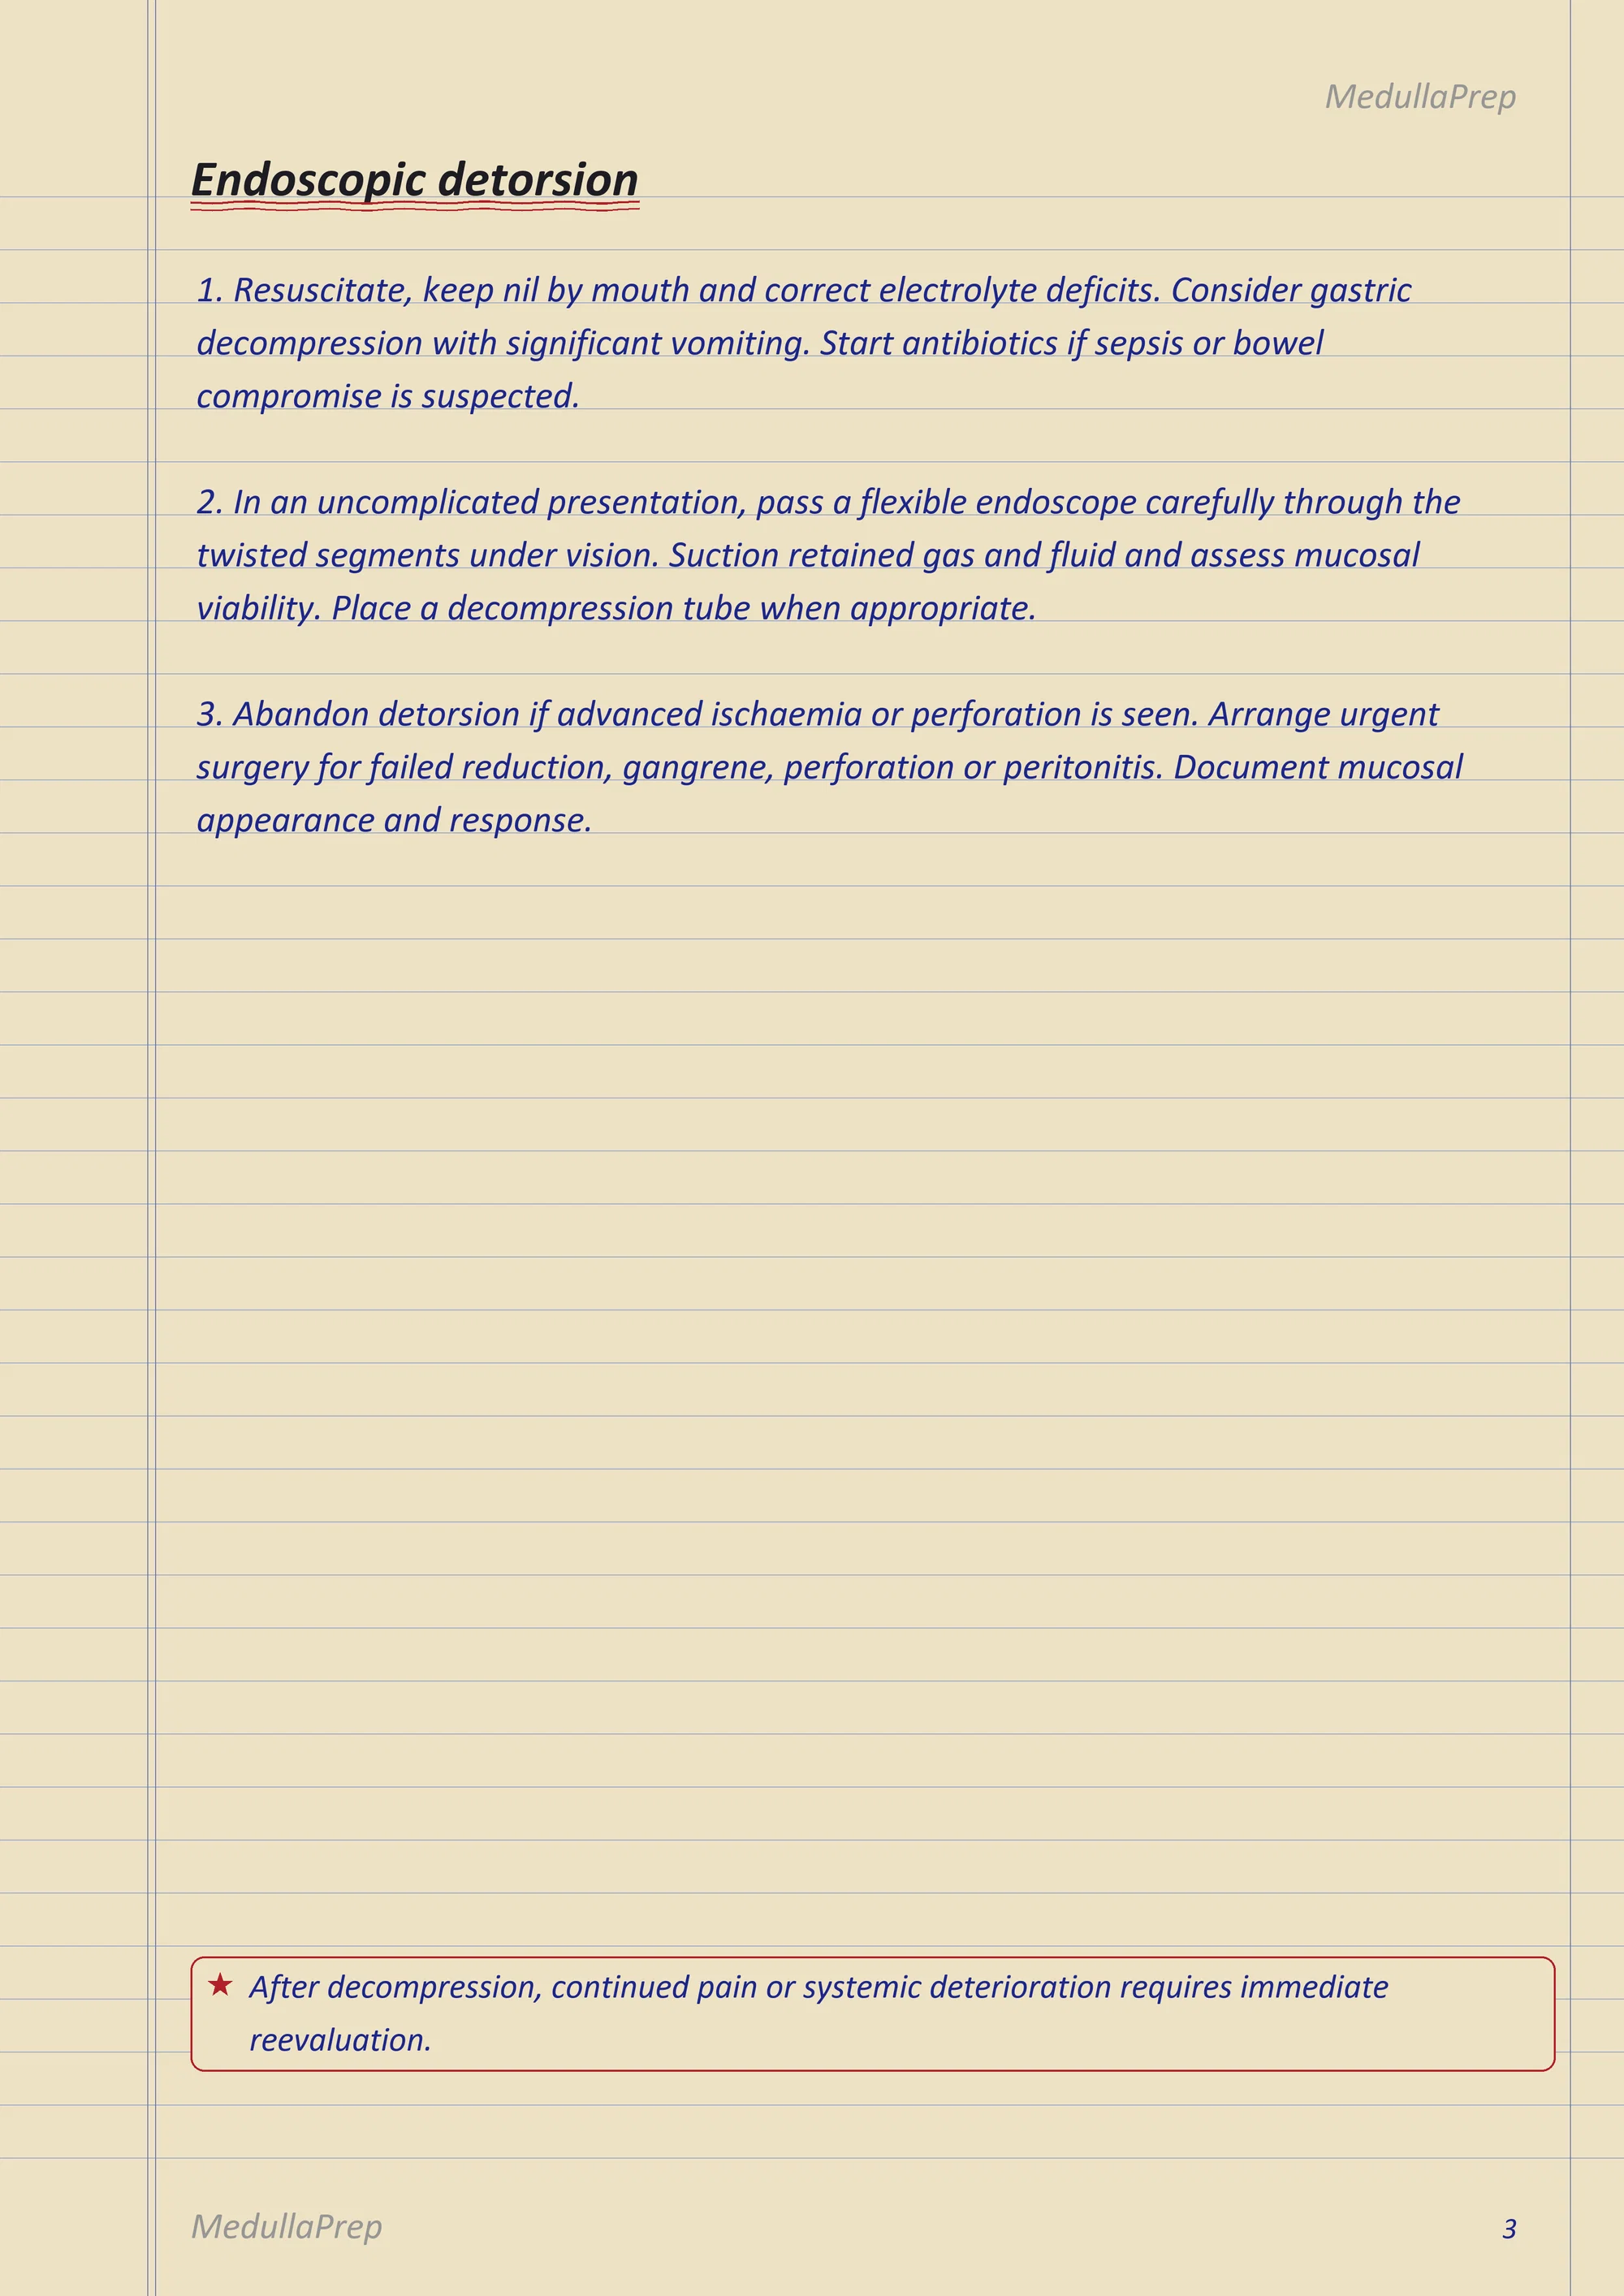 MedullaPrep
Endoscopic detorsion
1. Resuscitate, keep nil by mouth and correct electrolyte deficits. Consider gastric
decompression with significant vomiting. Start antibiotics if sepsis or bowel
compromise is suspected.
2. In an uncomplicated presentation, pass a flexible endoscope carefully through the
twisted segments under vision. Suction retained gas and fluid and assess mucosal
viability. Place a decompression tube when appropriate.
3. Abandon detorsion if advanced ischaemia or perforation is seen. Arrange urgent
surgery for failed reduction, gangrene, perforation or peritonitis. Document mucosal
appearance and response.
★ After decompression, continued pain or systemic deterioration requires immediate
reevaluation.
MedullaPrep
3